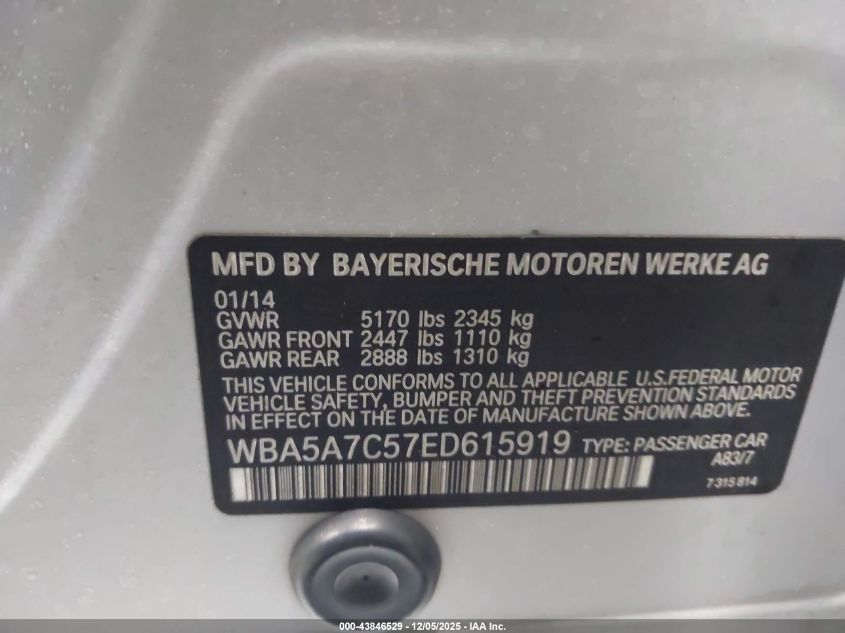 MFD BY BAYERISCHE MOTOREN WERKE AG
01/14
GVWR 5170 lbs 2345 kg
GAWR FRONT 2447 lbs 1110 kg
GAWR REAR 2888 lbs 1310 kg
THIS VEHICLE CONFORMS TO ALL APPLICABLE U.S.FEDERAL MOTOR
VEHICLE SAFETY, BUMPER AND THEFT PREVENTION STANDARDS
IN EFFECT ON THE DATE OF MANUFACTURE SHOWN ABOVE.
WBA5A7C57ED615919 TYPE: PASSENGER CAR
A83/7
7315814
000-43846529 - 12/05/2025 - IAA Inc.